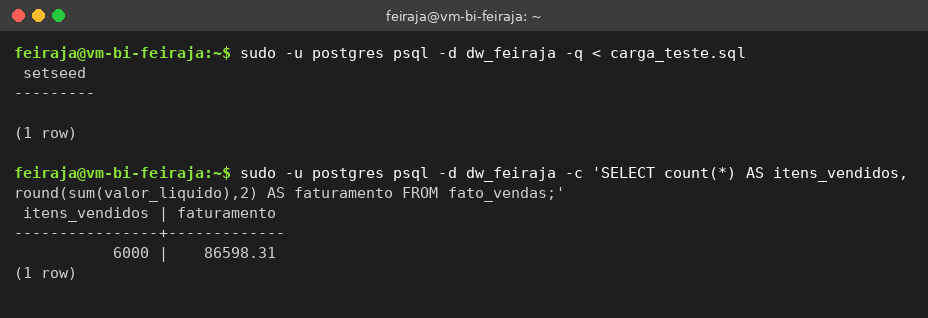 feiraja@vm-bi-feiraja: ~
feiraja@vm-bi-feiraja:~$ sudo -u postgres psql -d dw_feiraja -q < carga_teste.sql
 setseed
---------

(1 row)

feiraja@vm-bi-feiraja:~$ sudo -u postgres psql -d dw_feiraja -c 'SELECT count(*) AS itens_vendidos,
round(sum(valor_liquido),2) AS faturamento FROM fato_vendas;'
 itens_vendidos | faturamento
----------------+-------------
           6000 |    86598.31
(1 row)